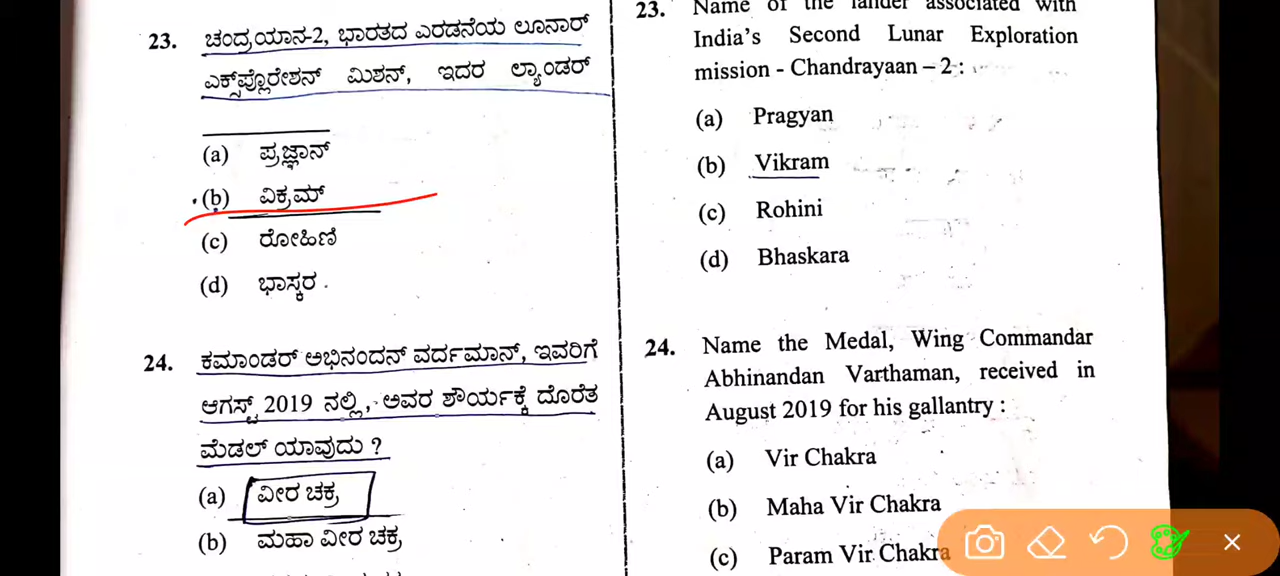 23. ಚಂದ್ರಯಾನ-2, ಭಾರತದ ಎರಡನೆಯ ಲೂನಾರ್
ಎಕ್ಸ್‌ಪ್ಲೊರೇಶನ್ ಮಿಶನ್, ಇದರ ಲ್ಯಾಂಡರ್
(a) ಪ್ರಜ್ಞಾನ್
(b) ವಿಕ್ರಮ್
(c) ರೋಹಿಣಿ
(d) ಭಾಸ್ಕರ
24. ಕಮಾಂಡರ್ ಅಭಿನಂದನ್ ವರ್ದಮಾನ್, ಇವರಿಗೆ
ಆಗಸ್ಟ್ 2019 ನಲ್ಲಿ, ಅವರ ಶೌರ್ಯಕ್ಕೆ ದೊರೆತ
ಮೆಡಲ್ ಯಾವುದು ?
(a) ವೀರ ಚಕ್ರ
(b) ಮಹಾ ವೀರ ಚಕ್ರ
23. Name of the lander associated with
India's Second Lunar Exploration
mission - Chandrayaan – 2 :
(a) Pragyan
(b) Vikram
(c) Rohini
(d) Bhaskara
24. Name the Medal, Wing Commandar
Abhinandan Varthaman, received in
August 2019 for his gallantry :
(a) Vir Chakra
(b) Maha Vir Chakra
(c) Param Vir Chakra